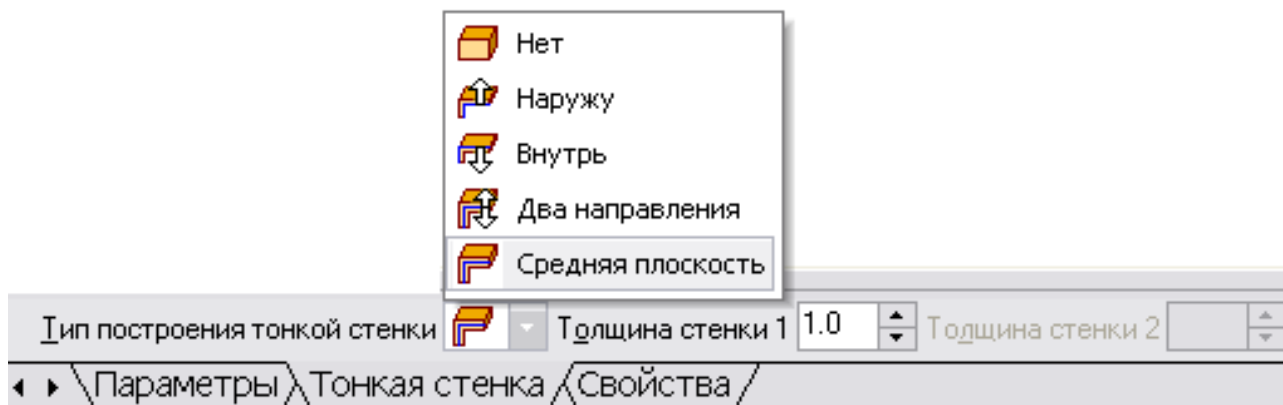 Нет
Наружу
Внутрь
Два направления
Средняя плоскость
Тип построения тонкой стенки Толщина стенки 1 1.0 Толщина стенки 2
Параметры Тонкая стенка Свойства